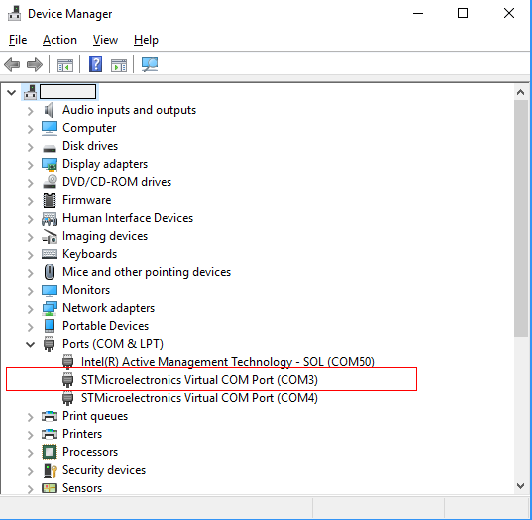 Device Manager
File Action View Help
Audio inputs and outputs
Computer
Disk drives
Display adapters
DVD/CD-ROM drives
Firmware
Human Interface Devices
Imaging devices
Keyboards
Mice and other pointing devices
Monitors
Network adapters
Portable Devices
Ports (COM & LPT)
Intel(R) Active Management Technology - SOL (COM50)
STMicroelectronics Virtual COM Port (COM3)
STMicroelectronics Virtual COM Port (COM4)
Print queues
Printers
Processors
Security devices
Sensors